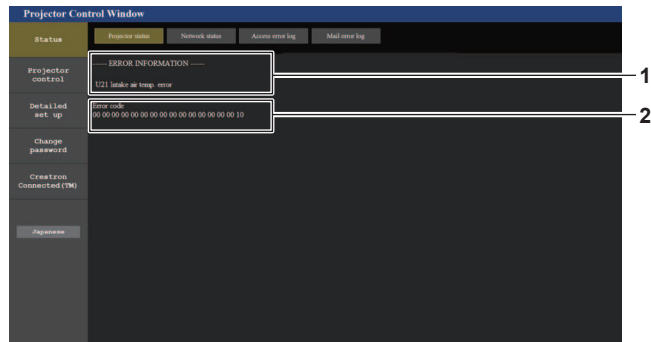 Projector Control Window
Status
Projector status
Network status
Access error log
Mail error log
Projector control
Detailed set up
Change password
Crestron Connected(TM)
Japanese
----- ERROR INFORMATION -----
U21 Intake air temp. error
Error code
00 00 00 00 00 00 00 00 00 00 00 00 00 00 00 10
1
2